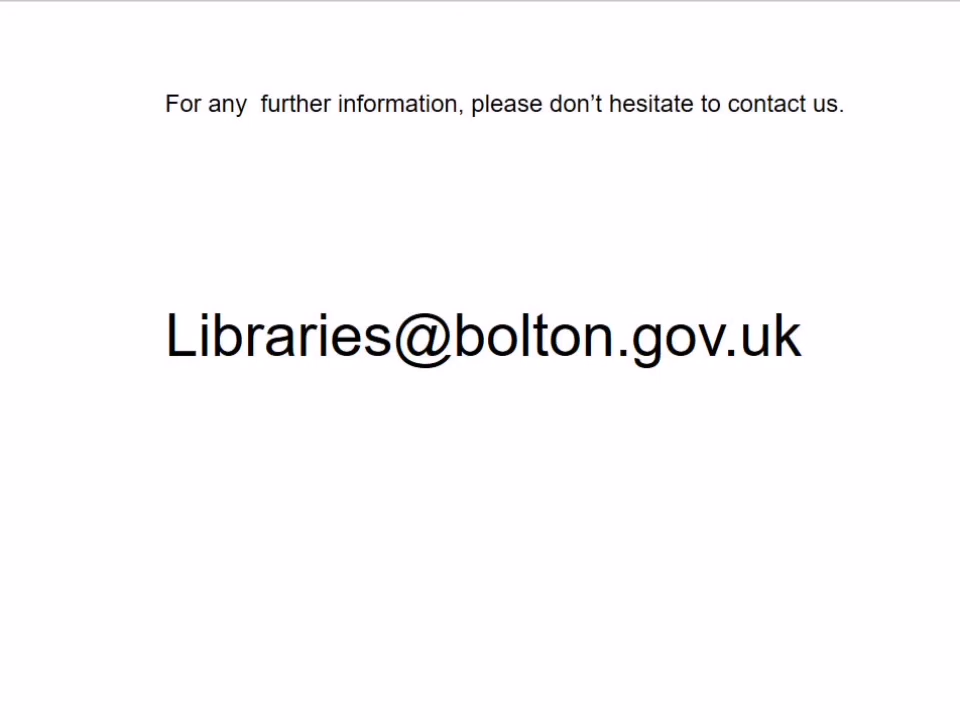 For any  further information, please don’t hesitate to contact us.
Libraries@bolton.gov.uk